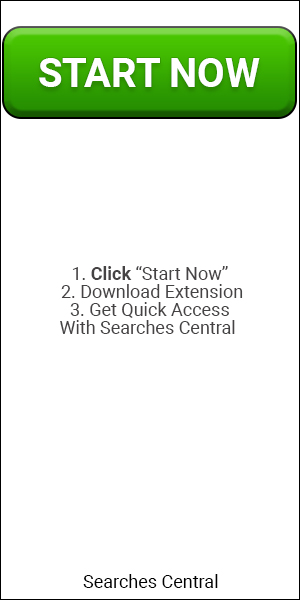 START NOW
1. Click “Start Now”
2. Download Extension
3. Get Quick Access
With Searches Central
Searches Central